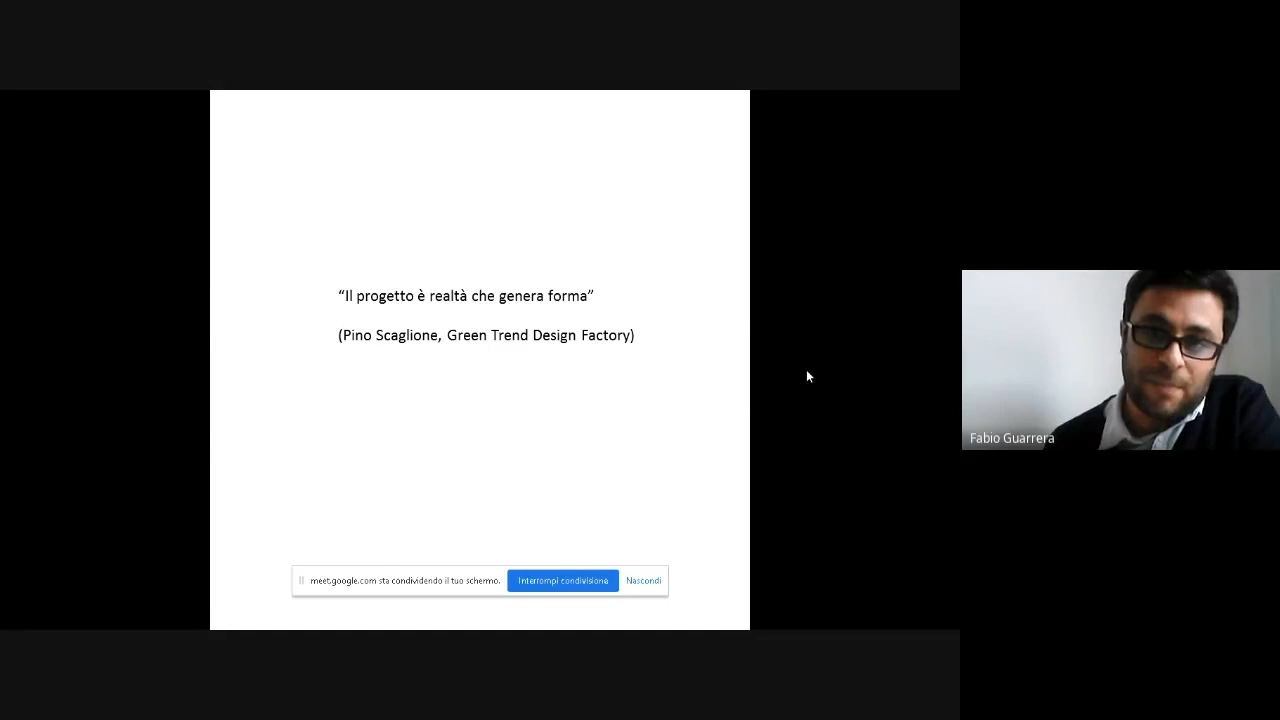 “Il progetto è realtà che genera forma”
(Pino Scaglione, Green Trend Design Factory)
meet.google.com sta condividendo il tuo schermo.
Interrompi condivisione
Nascondi
Fabio Guarrera